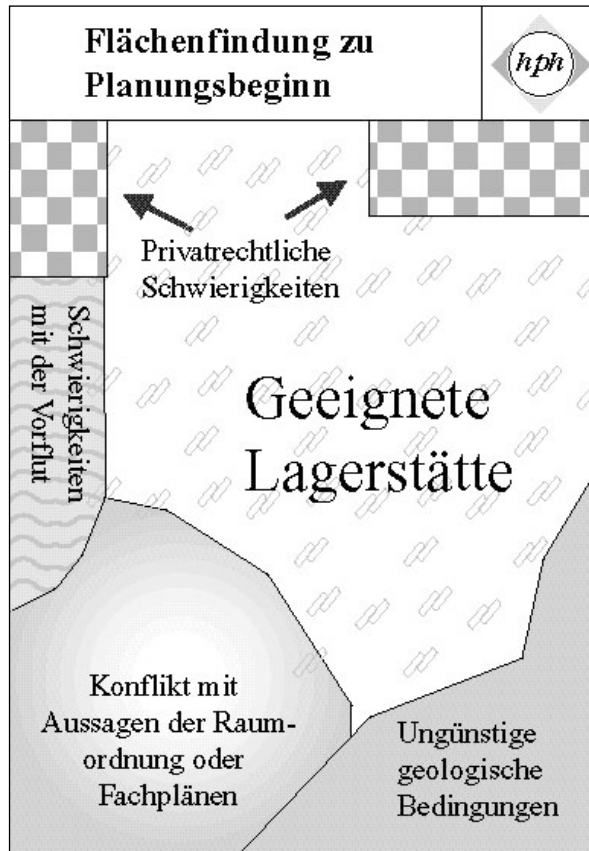 Flächenfindung zu
Planungsbeginn
hph
Privatrechtliche
Schwierigkeiten
Schwierigkeiten
mit der Vorflut
Geeignete
Lagerstätte
Konflikt mit
Aussagen der Raum-
ordnung oder
Fachplänen
Ungünstige
geologische
Bedingungen